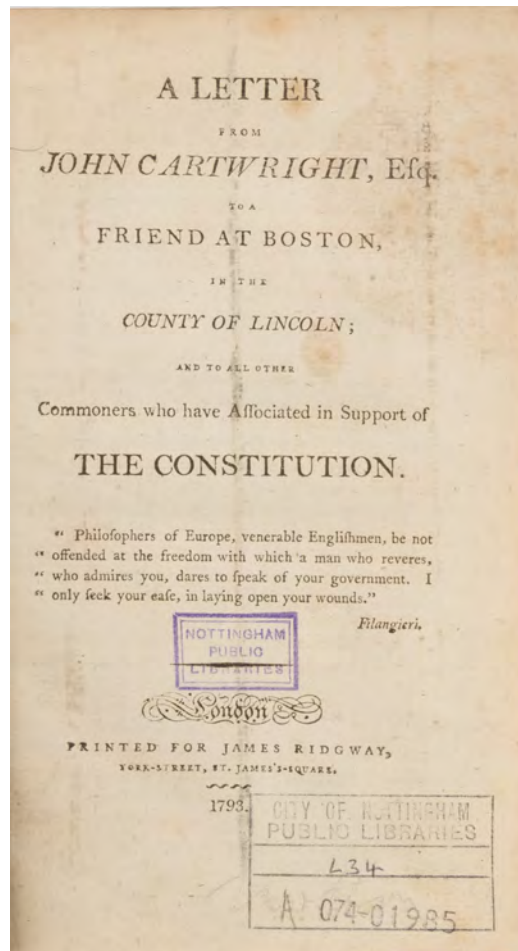 A LETTER
FROM
JOHN CARTWRIGHT, Eſq.
TO A
FRIEND AT BOSTON,
IN THE
COUNTY OF LINCOLN;
AND TO ALL OTHER
Commoners who have Aſſociated in Support of
THE CONSTITUTION.
“ Philoſophers of Europe, venerable Engliſhmen, be not
“ offended at the freedom with which a man who reveres,
“ who admires you, dares to ſpeak of your government. I
“ only ſeek your eaſe, in laying open your wounds.”
Filangieri.
NOTTINGHAM
PUBLIC
LIBRARIES
London
PRINTED FOR JAMES RIDGWAY,
YORK-STREET, ST. JAMES'S-SQUARE.
1793.
CITY OF NOTTINGHAM
PUBLIC LIBRARIES
L34
A 074-01985